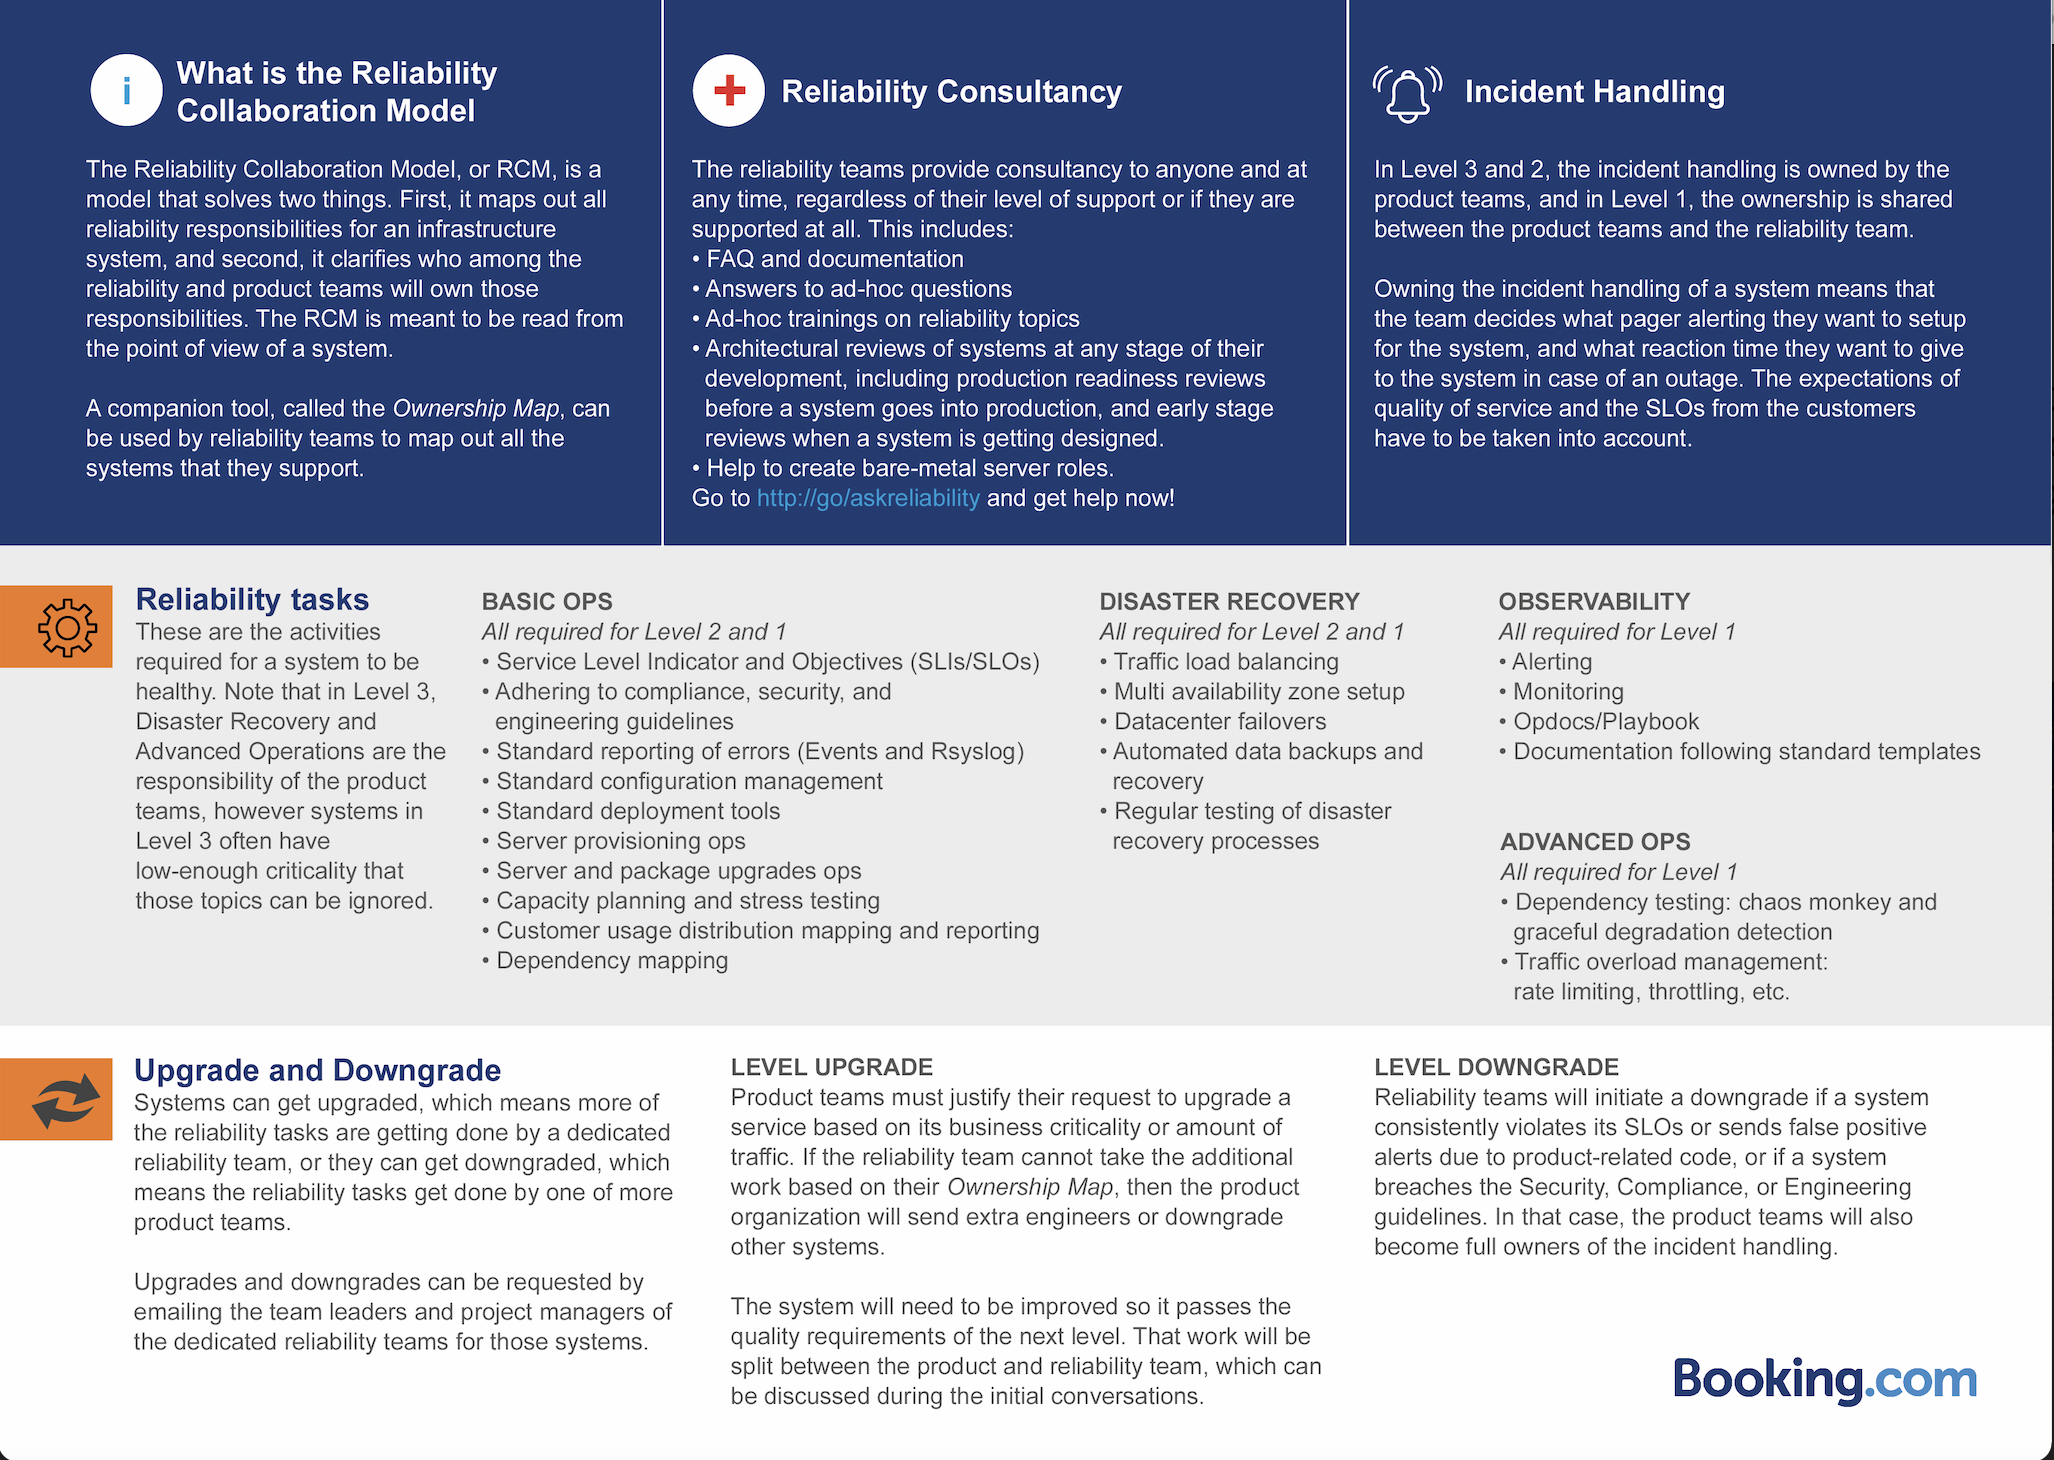 What is the Reliability
Collaboration Model
The Reliability Collaboration Model, or RCM, is a
model that solves two things. First, it maps out all
reliability responsibilities for an infrastructure
system, and second, it clarifies who among the
reliability and product teams will own those
responsibilities. The RCM is meant to be read from
the point of view of a system.
A companion tool, called the Ownership Map, can
be used by reliability teams to map out all the
systems that they support.
Reliability Consultancy
The reliability teams provide consultancy to anyone and at
any time, regardless of their level of support or if they are
supported at all. This includes:
• FAQ and documentation
• Answers to ad-hoc questions
• Ad-hoc trainings on reliability topics
• Architectural reviews of systems at any stage of their
development, including production readiness reviews
before a system goes into production, and early stage
reviews when a system is getting designed.
• Help to create bare-metal server roles.
Go to http://go/askreliability and get help now!
Incident Handling
In Level 3 and 2, the incident handling is owned by the
product teams, and in Level 1, the ownership is shared
between the product teams and the reliability team.
Owning the incident handling of a system means that
the team decides what pager alerting they want to setup
for the system, and what reaction time they want to give
to the system in case of an outage. The expectations of
quality of service and the SLOs from the customers
have to be taken into account.
Reliability tasks
These are the activities
required for a system to be
healthy. Note that in Level 3,
Disaster Recovery and
Advanced Operations are the
responsibility of the product
teams, however systems in
Level 3 often have
low-enough criticality that
those topics can be ignored.
BASIC OPS
All required for Level 2 and 1
• Service Level Indicator and Objectives (SLIs/SLOs)
• Adhering to compliance, security, and
engineering guidelines
• Standard reporting of errors (Events and Rsyslog)
• Standard configuration management
• Standard deployment tools
• Server provisioning ops
• Server and package upgrades ops
• Capacity planning and stress testing
• Customer usage distribution mapping and reporting
• Dependency mapping
DISASTER RECOVERY
All required for Level 2 and 1
• Traffic load balancing
• Multi availability zone setup
• Datacenter failovers
• Automated data backups and
recovery
• Regular testing of disaster
recovery processes
OBSERVABILITY
All required for Level 1
• Alerting
• Monitoring
• Opdocs/Playbook
• Documentation following standard templates
ADVANCED OPS
All required for Level 1
• Dependency testing: chaos monkey and
graceful degradation detection
• Traffic overload management:
rate limiting, throttling, etc.
Upgrade and Downgrade
Systems can get upgraded, which means more of
the reliability tasks are getting done by a dedicated
reliability team, or they can get downgraded, which
means the reliability tasks get done by one of more
product teams.
Upgrades and downgrades can be requested by
emailing the team leaders and project managers of
the dedicated reliability teams for those systems.
LEVEL UPGRADE
Product teams must justify their request to upgrade a
service based on its business criticality or amount of
traffic. If the reliability team cannot take the additional
work based on their Ownership Map, then the product
organization will send extra engineers or downgrade
other systems.
The system will need to be improved so it passes the
quality requirements of the next level. That work will be
split between the product and reliability team, which can
be discussed during the initial conversations.
LEVEL DOWNGRADE
Reliability teams will initiate a downgrade if a system
consistently violates its SLOs or sends false positive
alerts due to product-related code, or if a system
breaches the Security, Compliance, or Engineering
guidelines. In that case, the product teams will also
become full owners of the incident handling.
Booking.com